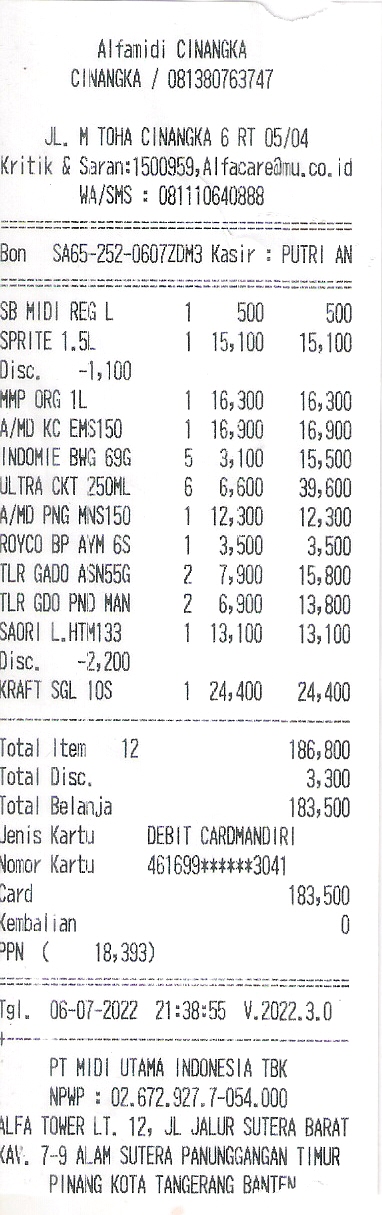 Alfamidi CINANGKA
CINANGKA / 081380763747
JL. M TOHA CINANGKA 6 RT 05/04
Kritik & Saran:1500959,Alfacare@mu.co.id
WA/SMS : 081110640888
Bon SA65-252-0607ZDM3 Kasir : PUTRI AN
SB MIDI REG L 1 500 500
SPRITE 1.5L 1 15,100 15,100
Disc. -1,100
MMP ORG 1L 1 16,300 16,300
A/MD KC EMS150 1 16,900 16,900
INDOMIE BWG 69G 5 3,100 15,500
ULTRA CKT 250ML 6 6,600 39,600
A/MD PNG MNS150 1 12,300 12,300
ROYCO BP AYM 6S 1 3,500 3,500
TLR GADO ASN55G 2 7,900 15,800
TLR GDO PND MAN 2 6,900 13,800
SAORI L.HTM133 1 13,100 13,100
Disc. -2,200
KRAFT SGL 10S 1 24,400 24,400
Total Item 12 186,800
Total Disc. 3,300
Total Belanja 183,500
Jenis Kartu DEBIT CARDMANDIRI
Nomor Kartu 461699******3041
Card 183,500
Kembalian 0
PPN ( 18,393)
Tgl. 06-07-2022 21:38:55 V.2022.3.0
PT MIDI UTAMA INDONESIA TBK
NPWP : 02.672.927.7-054.000
ALFA TOWER LT. 12, JL JALUR SUTERA BARAT
KAV. 7-9 ALAM SUTERA PANUNGGANGAN TIMUR
PINANG KOTA TANGERANG BANTEN